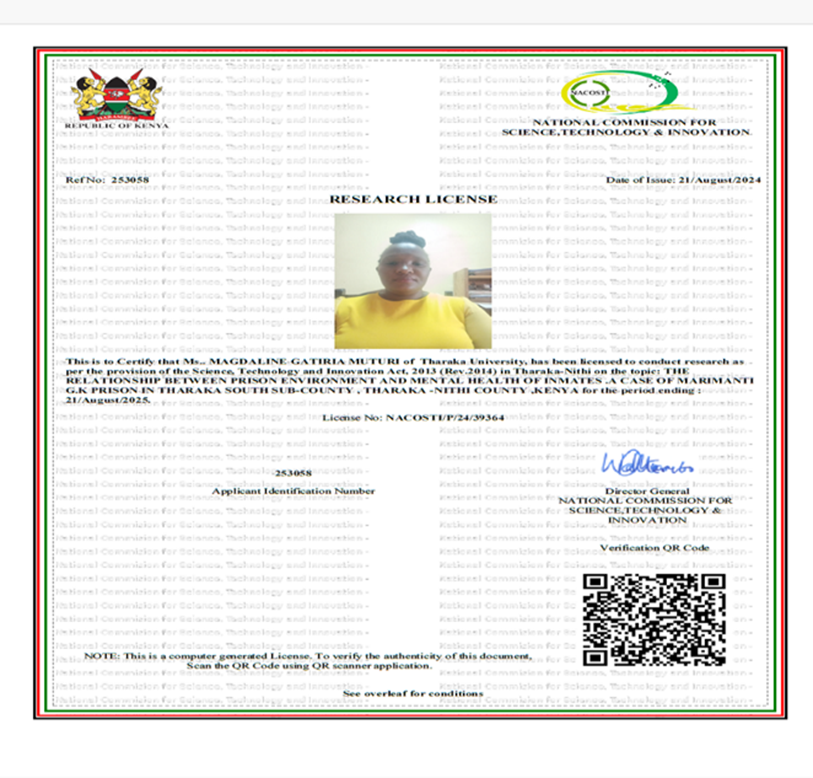 REPUBLIC OF KENYA
NACOSTI
NATIONAL COMMISSION FOR
SCIENCE,TECHNOLOGY & INNOVATION
Ref No: 253058
Date of Issue: 21/August/2024
RESEARCH LICENSE
This is to Certify that Ms.. MAGDALINE GATIRIA MUTURI of Tharaka University, has been licensed to conduct research as
per the provision of the Science, Technology and Innovation Act, 2013 (Rev.2014) in Tharaka-Nithi on the topic: THE
RELATIONSHIP BETWEEN PRISON ENVIRONMENT AND MENTAL HEALTH OF INMATES .A CASE OF MARIMANTI
G.K PRISON IN THARAKA SOUTH SUB-COUNTY , THARAKA -NITHI COUNTY ,KENYA for the period ending :
21/August/2025.
License No: NACOSTI/P/24/39364
253058
Applicant Identification Number
Director General
NATIONAL COMMISSION FOR
SCIENCE,TECHNOLOGY &
INNOVATION
Verification QR Code
NOTE: This is a computer generated License. To verify the authenticity of this document,
Scan the QR Code using QR scanner application.
See overleaf for conditions